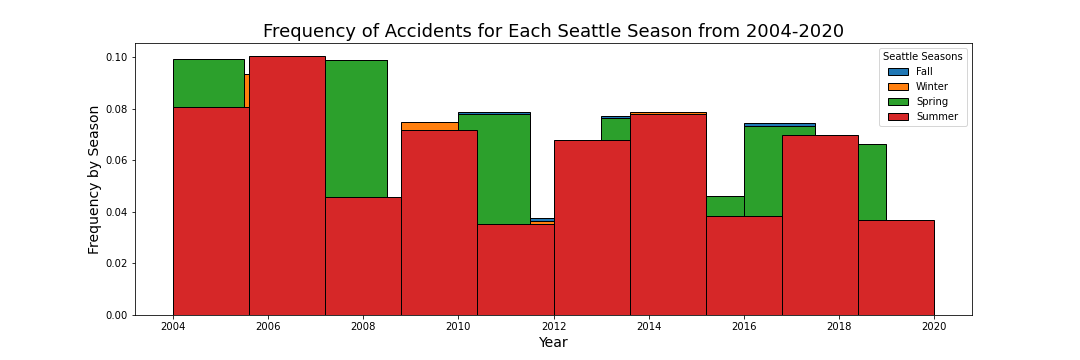 Frequency of Accidents for Each Seattle Season from 2004-2020
Frequency by Season
0.10
0.08
0.06
0.04
0.02
0.00
Seattle Seasons
Fall
Winter
Spring
Summer
2004 2006 2008 2010 2012 2014 2016 2018 2020
Year